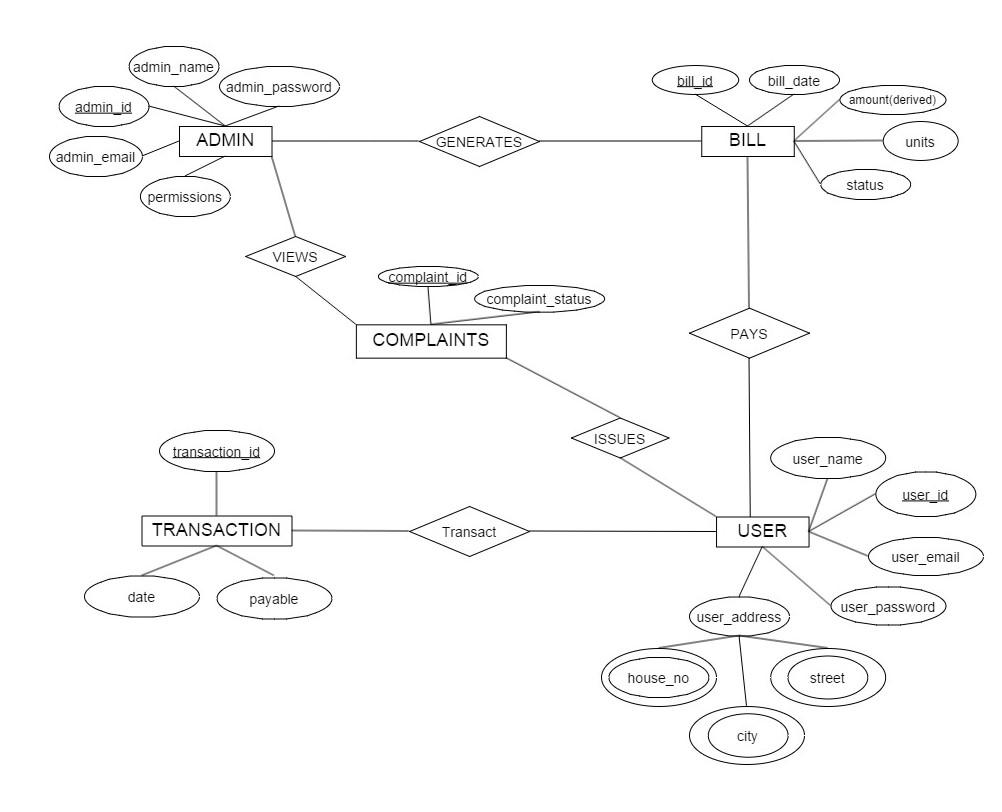 admin_name
admin_password
admin_id
ADMIN
admin_email
permissions
GENERATES
bill_id
bill_date
amount(derived)
BILL
units
status
VIEWS
complaint_id
complaint_status
COMPLAINTS
PAYS
ISSUES
transaction_id
TRANSACTION
date
payable
Transact
user_name
user_id
USER
user_email
user_password
user_address
house_no
street
city